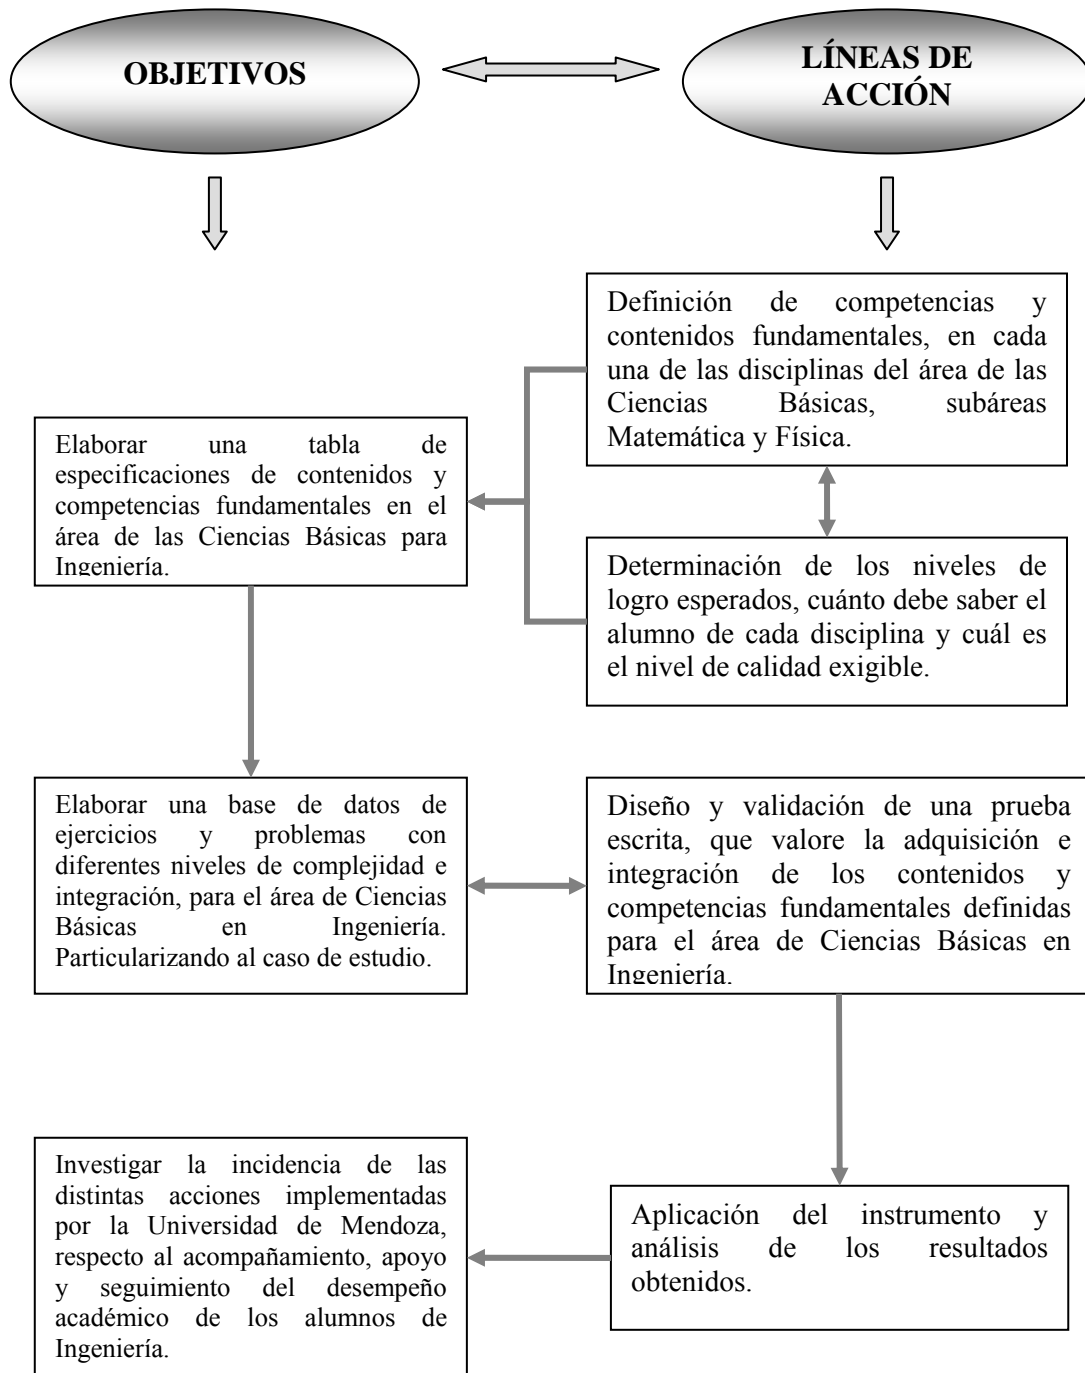 OBJETIVOS
LÍNEAS DE
ACCIÓN
Definición de competencias y
contenidos fundamentales, en cada
una de las disciplinas del área de las
Ciencias Básicas, subáreas
Matemática y Física.
Elaborar una tabla de
especificaciones de contenidos y
competencias fundamentales en el
área de las Ciencias Básicas para
Ingeniería.
Determinación de los niveles de
logro esperados, cuánto debe saber el
alumno de cada disciplina y cuál es
el nivel de calidad exigible.
Elaborar una base de datos de
ejercicios y problemas con
diferentes niveles de complejidad e
integración, para el área de Ciencias
Básicas en Ingeniería.
Particularizando al caso de estudio.
Diseño y validación de una prueba
escrita, que valore la adquisición e
integración de los contenidos y
competencias fundamentales definidas
para el área de Ciencias Básicas en
Ingeniería.
Investigar la incidencia de las
distintas acciones implementadas
por la Universidad de Mendoza,
respecto al acompañamiento, apoyo
y seguimiento del desempeño
académico de los alumnos de
Ingeniería.
Aplicación del instrumento y
análisis de los resultados
obtenidos.